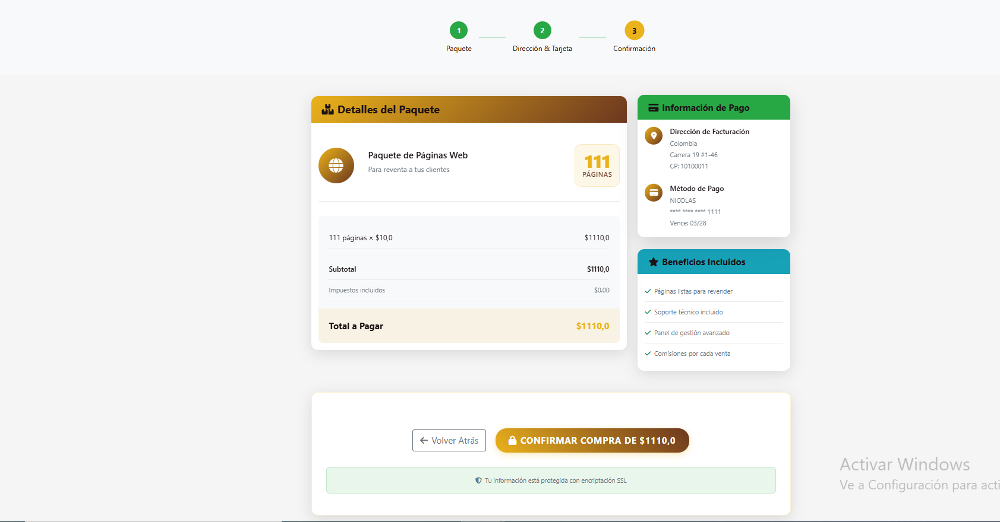 1
2
3
Paquete
Dirección & Tarjeta
Confirmación
Detalles del Paquete
Paquete de Páginas Web
Para reventa a tus clientes
111
PÁGINAS
111 páginas × $10,0
$1110,0
Subtotal
$1110,0
Impuestos incluidos
$0.00
Total a Pagar
$1110,0
Información de Pago
Dirección de Facturación
Colombia
Carrera 19 #1-46
CP: 10100011
Método de Pago
NICOLAS
**** **** **** 1111
Vence: 03/28
Beneficios Incluidos
Páginas listas para revender
Soporte técnico incluido
Panel de gestión avanzado
Comisiones por cada venta
Volver Atrás
CONFIRMAR COMPRA DE $1110,0
Tu información está protegida con encriptación SSL
Activar Windows
Ve a Configuración para acti